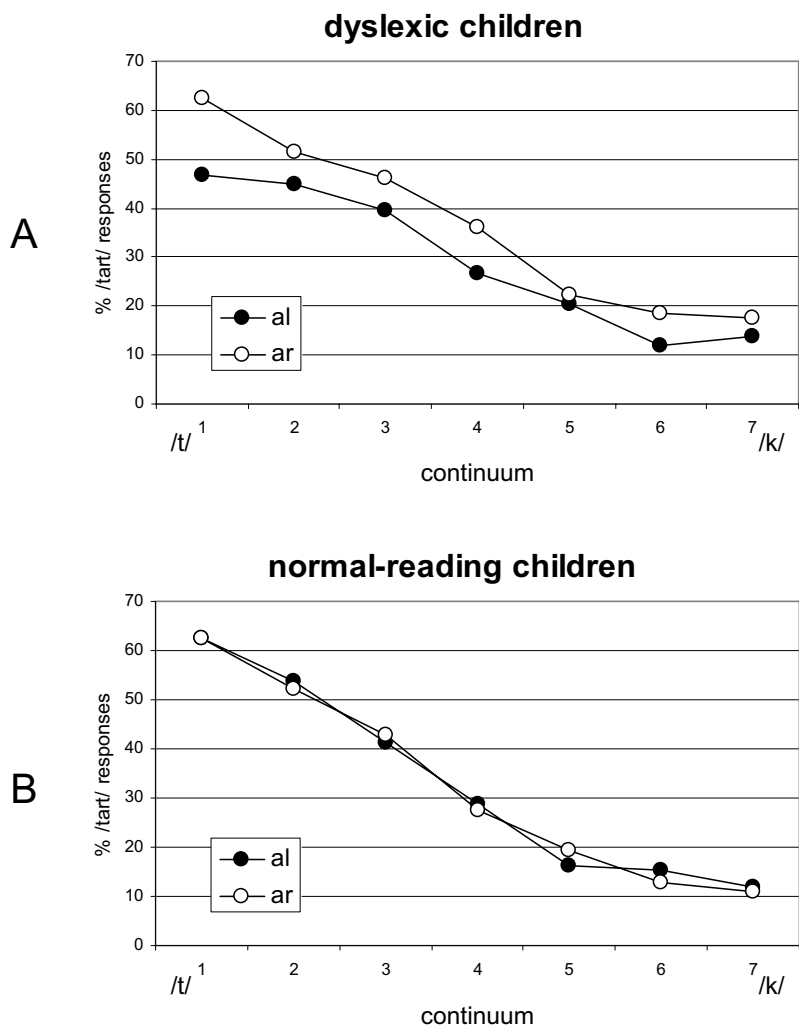 dyslexic children
A
% /tart/ responses
70
60
50
40
30
20
10
0
al
ar
/t/ 1 2 3 4 5 6 7 /k/
continuum
normal-reading children
B
% /tart/ responses
70
60
50
40
30
20
10
0
al
ar
/t/ 1 2 3 4 5 6 7 /k/
continuum